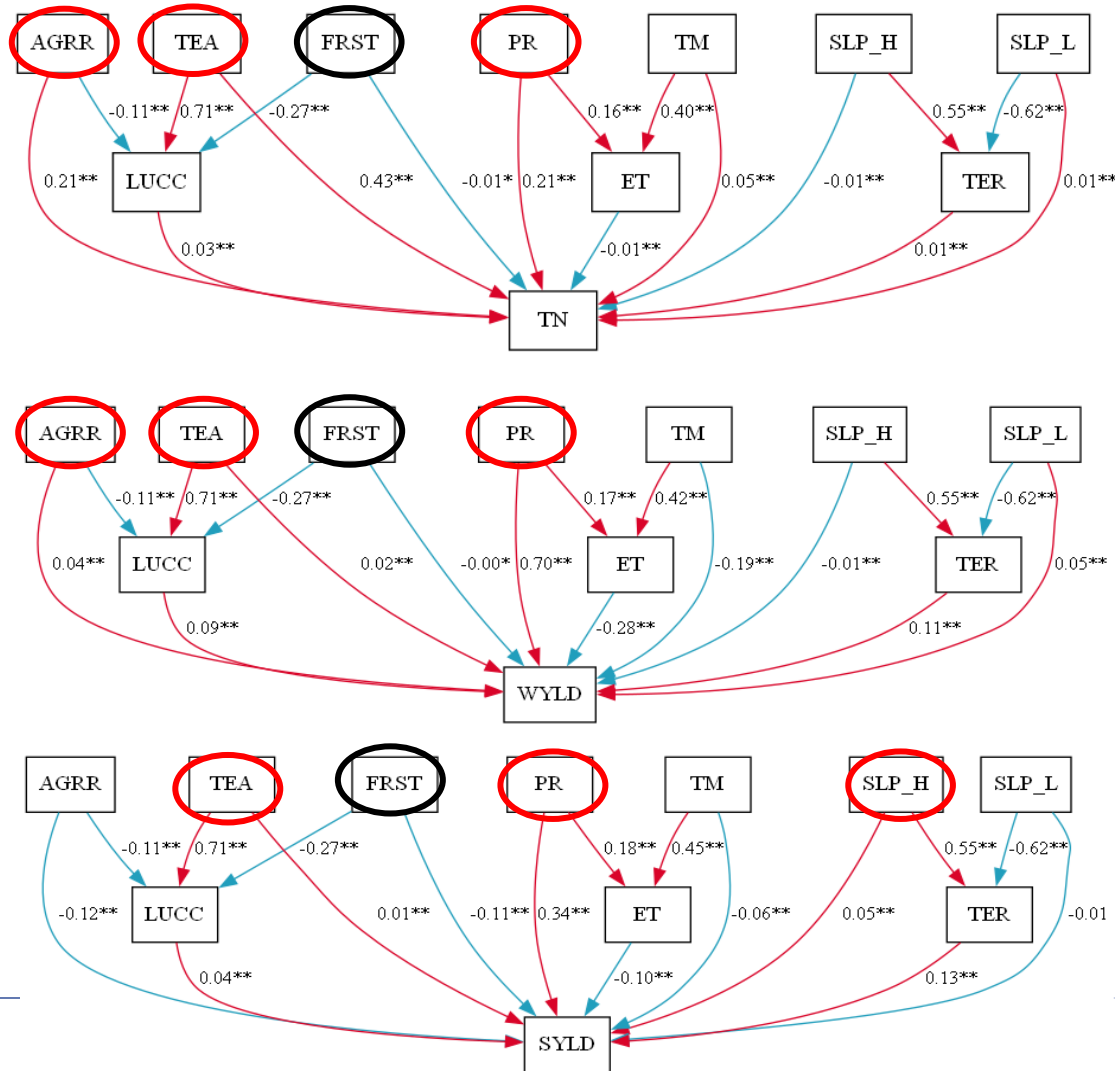 AGRR TEA FRST PR TM SLP_H SLP_L
-0.11** 0.71** -0.27** 0.16** 0.40** 0.55** -0.62**
0.21** LUCC 0.43** -0.01* 0.21** ET 0.05** -0.01** TER 0.01**
0.03** -0.01** 0.01**
TN
AGRR TEA FRST PR TM SLP_H SLP_L
-0.11** 0.71** -0.27** 0.17** 0.42** 0.55** -0.62**
0.04** LUCC 0.02** -0.00* 0.70** ET -0.19** -0.01** TER 0.05**
0.09** -0.28** 0.11**
WYLD
AGRR TEA FRST PR TM SLP_H SLP_L
-0.11** 0.71** -0.27** 0.18** 0.45** 0.55** -0.62**
-0.12** LUCC 0.01** -0.11** 0.34** ET -0.06** 0.05** TER -0.01
0.04** -0.10** 0.13**
SYLD